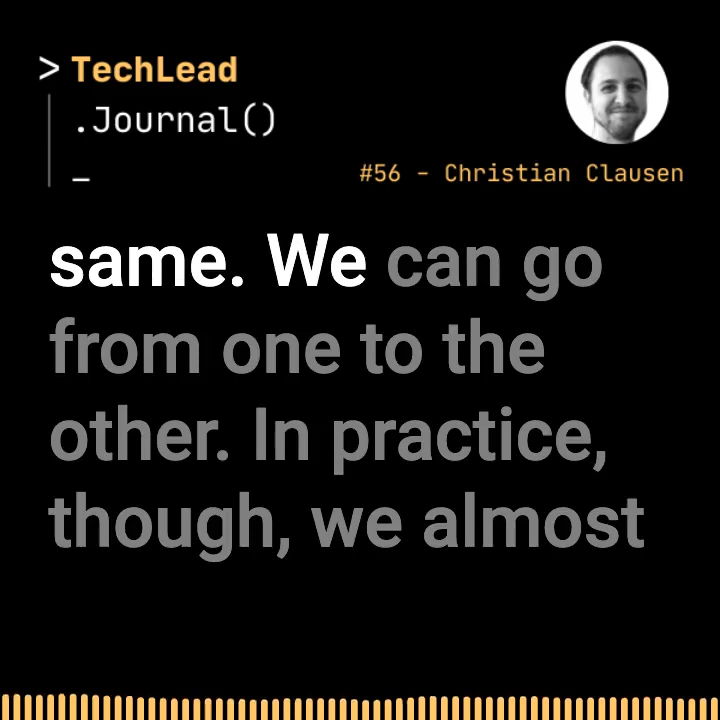 > TechLead
.Journal()
_
#56 - Christian Clausen
same. We can go
from one to the
other. In practice,
though, we almost